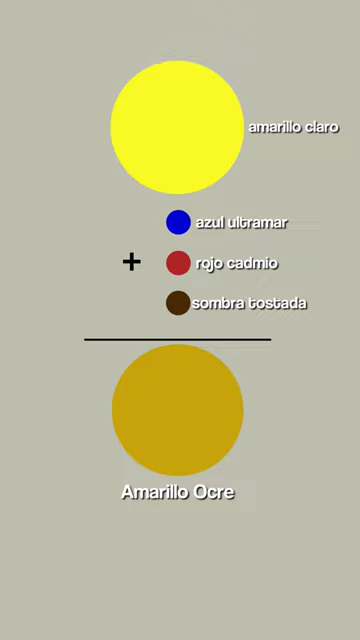 amarillo claro
azul ultramar
+ rojo cadmio
sombra tostada
Amarillo Ocre